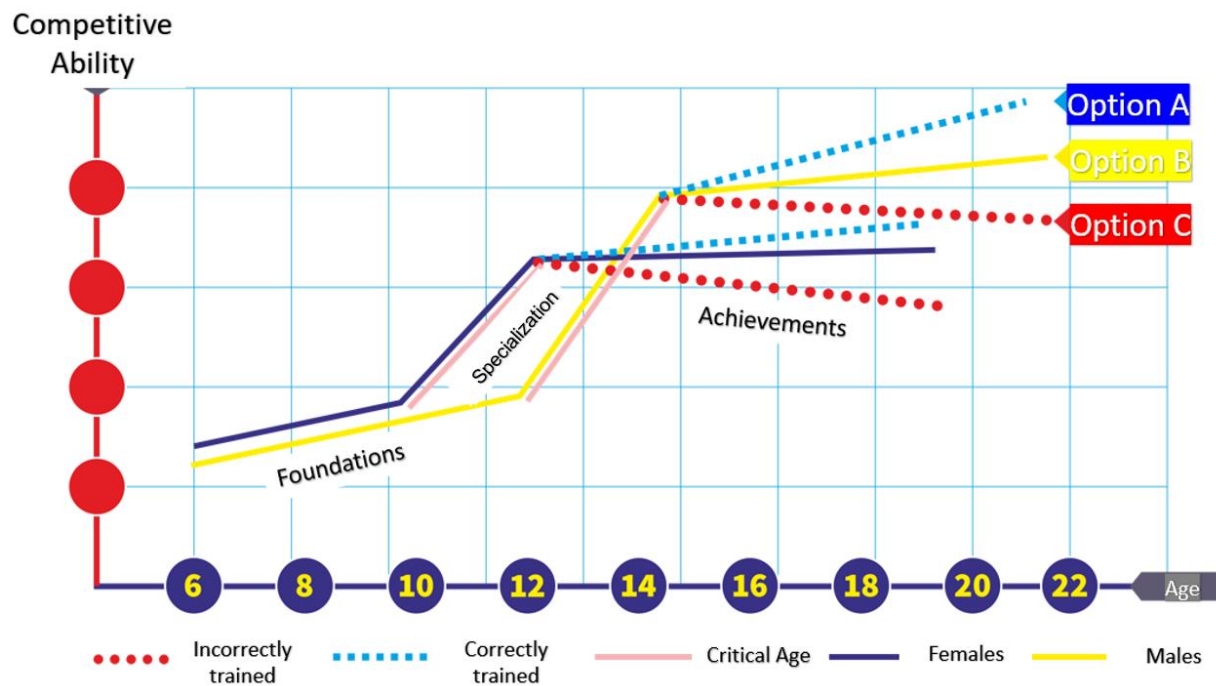 Competitive
Ability
Option A
Option B
Option C
Specialization
Achievements
Foundations
6 8 10 12 14 16 18 20 22 Age
Incorrectly
trained
Correctly
trained
Critical Age
Females
Males